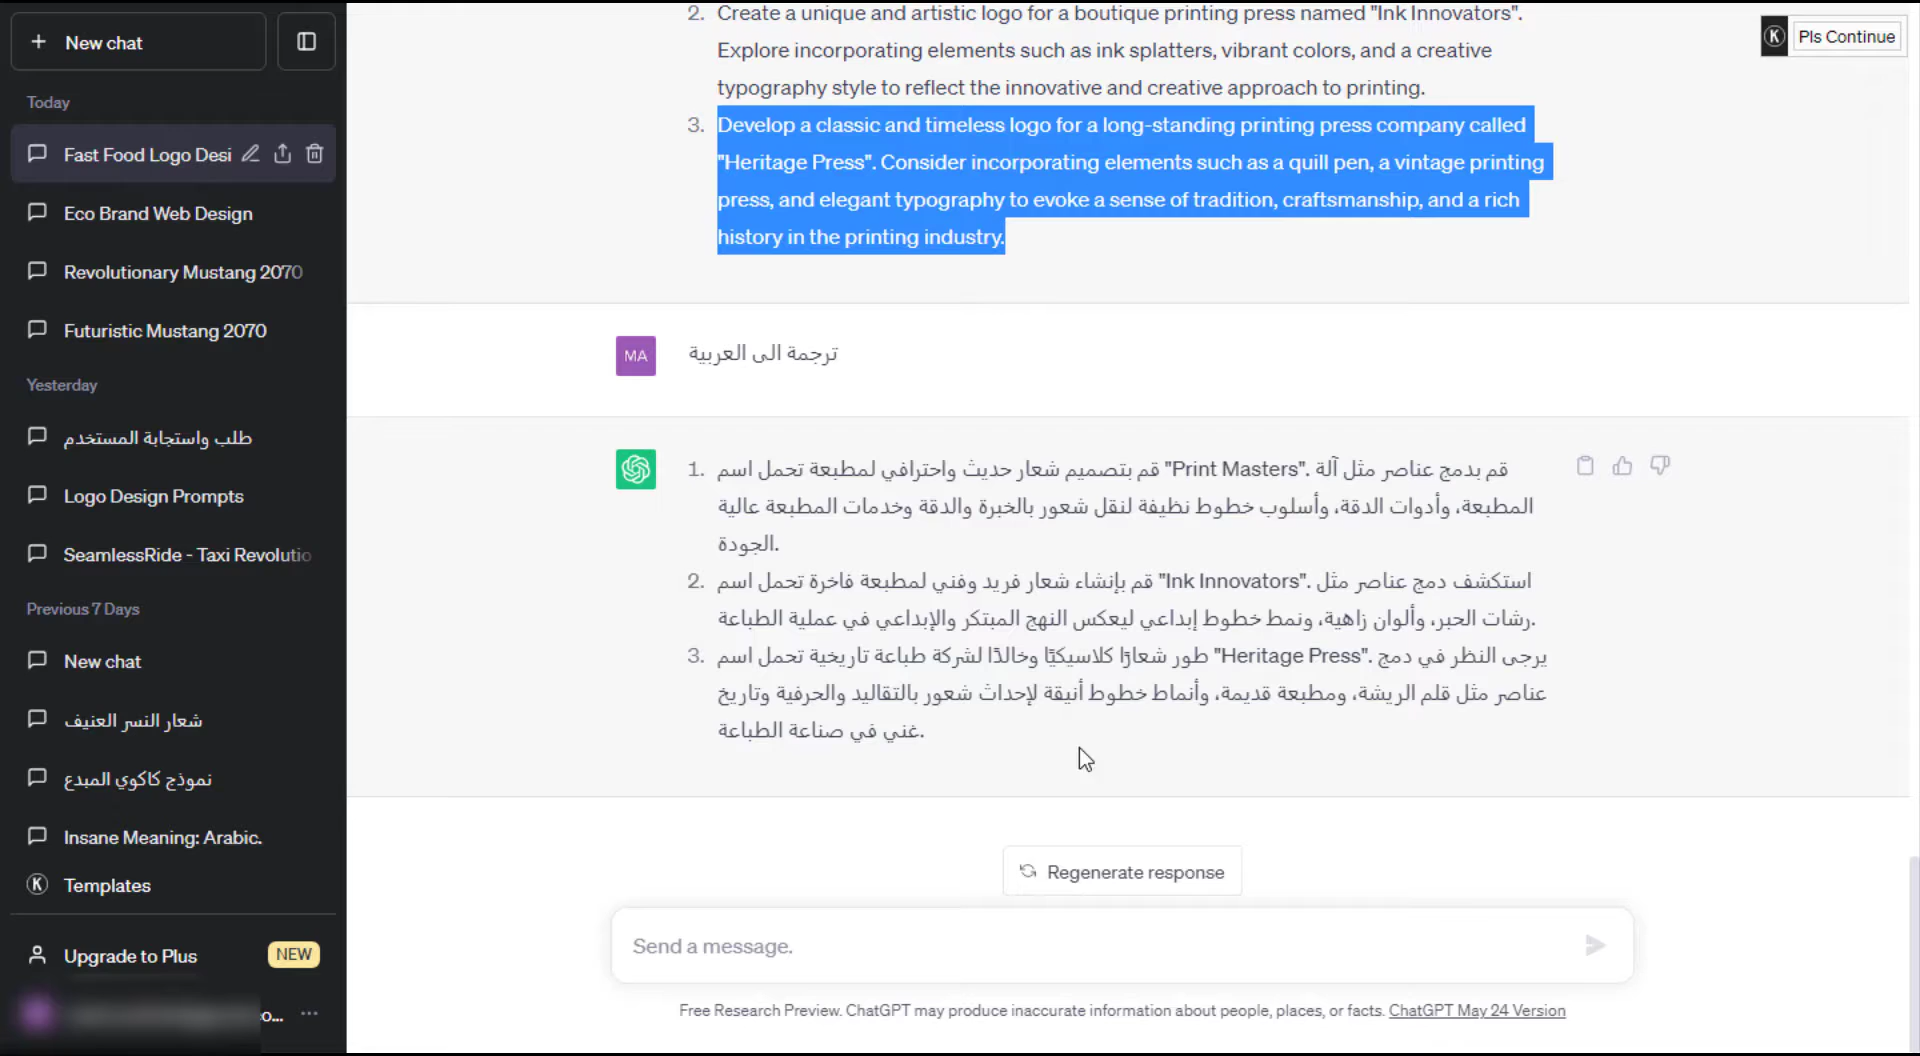 New chat
Today
Fast Food Logo Desi
Eco Brand Web Design
Revolutionary Mustang 2070
Futuristic Mustang 2070
Yesterday
طلب واستجابة المستخدم
Logo Design Prompts
SeamlessRide - Taxi Revolutio
Previous 7 Days
New chat
شعار النسر العنيف
نموذج كاكوي المبدع
Insane Meaning: Arabic.
Templates
Upgrade to Plus NEW
o... ...
2. Create a unique and artistic logo for a boutique printing press named "Ink Innovators".
Explore incorporating elements such as ink splatters, vibrant colors, and a creative
typography style to reflect the innovative and creative approach to printing.
3. Develop a classic and timeless logo for a long-standing printing press company called
"Heritage Press". Consider incorporating elements such as a quill pen, a vintage printing
press, and elegant typography to evoke a sense of tradition, craftsmanship, and a rich
history in the printing industry.
K Pls Continue
MA ترجمة الى العربية
1. قم بتصميم شعار حديث واحترافي لمطبعة تحمل اسم "Print Masters". قم بدمج عناصر مثل آلة
المطبعة، وأدوات الدقة، وأسلوب خطوط نظيفة لنقل شعور بالخبرة والدقة وخدمات المطبعة عالية
الجودة.
2. قم بإنشاء شعار فريد وفني لمطبعة فاخرة تحمل اسم "Ink Innovators". استكشف دمج عناصر مثل
رشات الحبر، وألوان زاهية، ونمط خطوط إبداعي ليعكس النهج المبتكر والإبداعي في عملية الطباعة.
3. طور شعارًا كلاسيكيًا وخالدًا لشركة طباعة تاريخية تحمل اسم "Heritage Press". يرجى النظر في دمج
عناصر مثل قلم الريشة، ومطبعة قديمة، وأنماط خطوط أنيقة لإحداث شعور بالتقاليد والحرفية وتاريخ
غني في صناعة الطباعة.
Regenerate response
Send a message.
Free Research Preview. ChatGPT may produce inaccurate information about people, places, or facts. ChatGPT May 24 Version